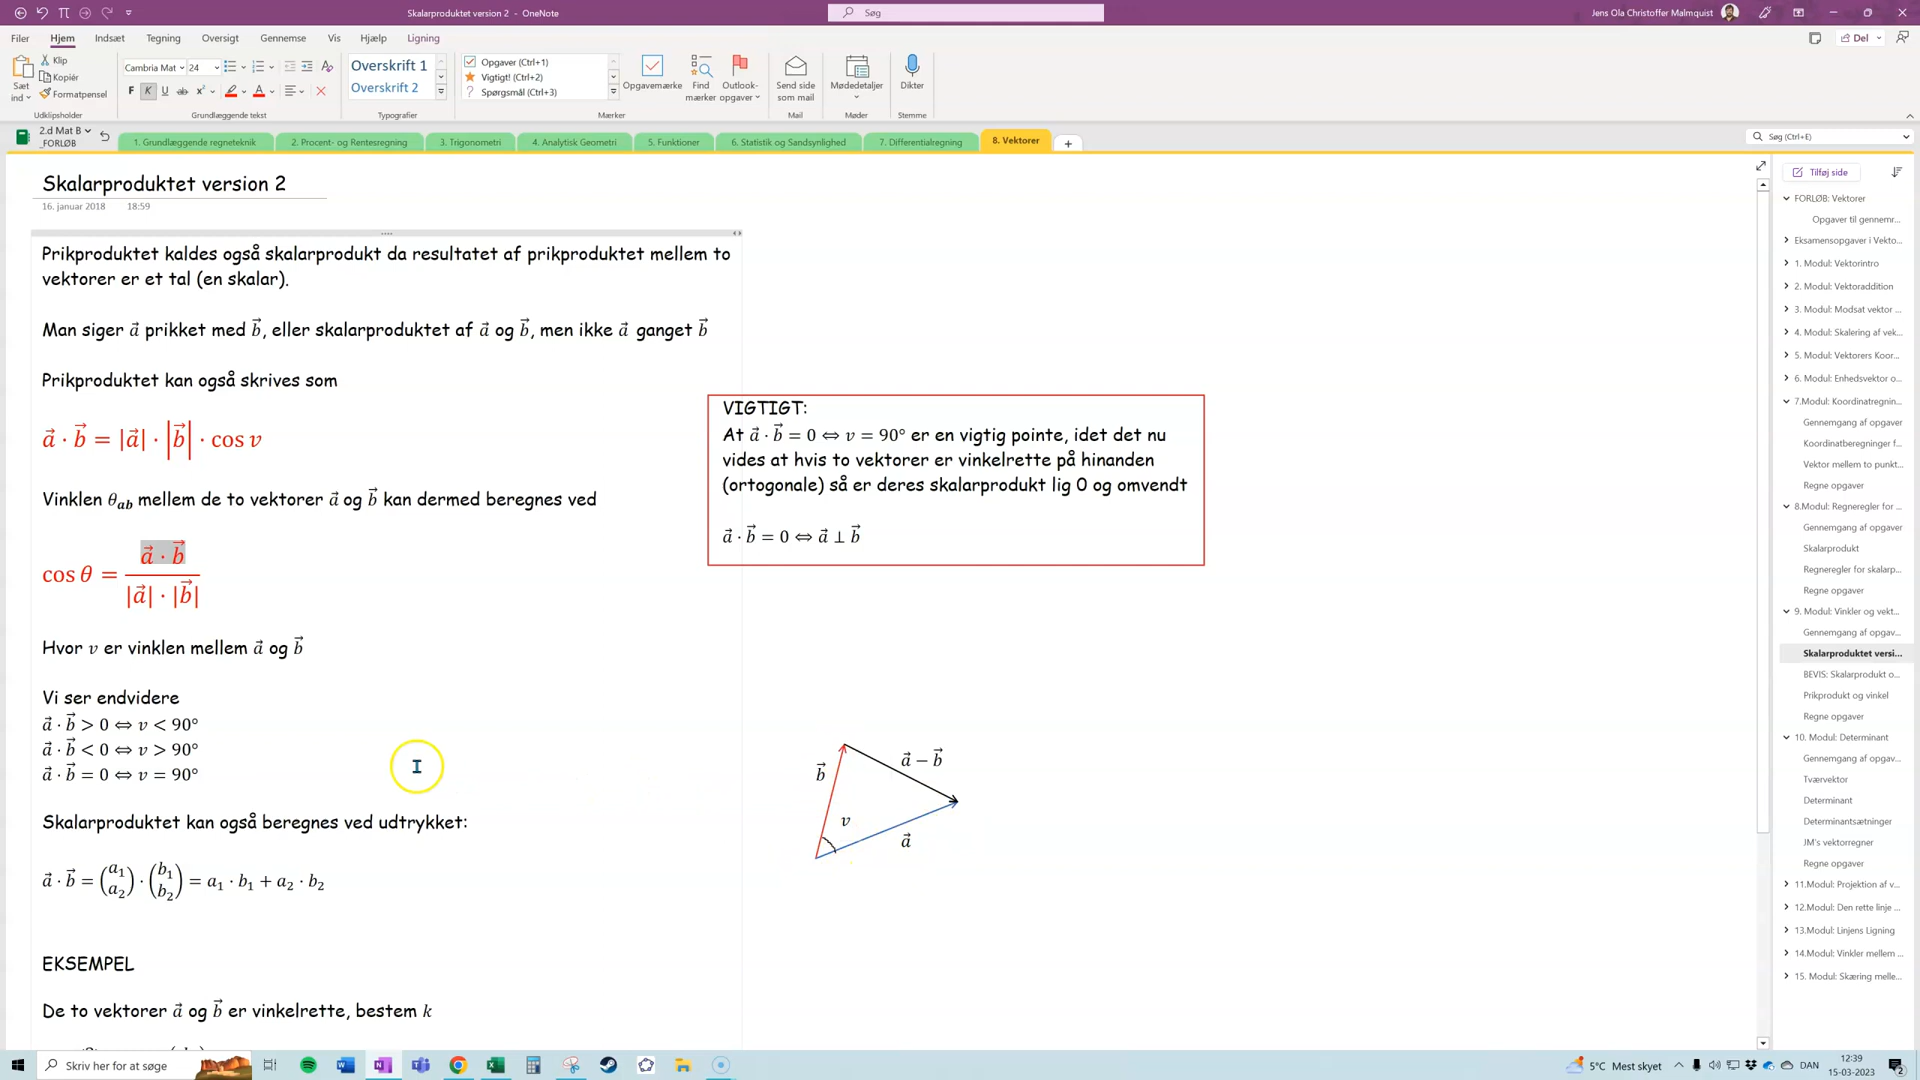 Skalarproduktet version 2 - OneNote
Søg
Jens Ola Christoffer Malmquist
Filer Hjem Indsæt Tegning Oversigt Gennemse Vis Hjælp Ligning
Del
Sæt ind
Klip
Kopiér
Formatpensel
Udklipsholder
Cambria Mat 24
F K U ab x² A
Grundlæggende tekst
Overskrift 1
Overskrift 2
Typografier
Opgaver (Ctrl+1)
Vigtigt! (Ctrl+2)
Spørgsmål (Ctrl+3)
Opgavemærke
Find mærker
Outlook-opgaver
Mærker
Send side som mail
Mail
Mødedetaljer
Møder
Dikter
Stemme
2.d Mat B _FORLØB
1. Grundlæggende regneteknik
2. Procent- og Rentesregning
3. Trigonometri
4. Analytisk Geometri
5. Funktioner
6. Statistik og Sandsynlighed
7. Differentialregning
8. Vektorer
Søg (Ctrl+E)
Skalarproduktet version 2
16. januar 2018 18:59
Prikproduktet kaldes også skalarprodukt da resultatet af prikproduktet mellem to
vektorer er et tal (en skalar).
Man siger a⃗ prikket med b⃗, eller skalarproduktet af a⃗ og b⃗, men ikke a⃗ ganget b⃗
Prikproduktet kan også skrives som
a⃗ · b⃗ = |a⃗| · |b⃗| · cos v
Vinklen θab mellem de to vektorer a⃗ og b⃗ kan dermed beregnes ved
cos θ = (a⃗ · b⃗) / (|a⃗| · |b⃗|)
Hvor v er vinklen mellem a⃗ og b⃗
Vi ser endvidere
a⃗ · b⃗ > 0 ⇔ v < 90°
a⃗ · b⃗ < 0 ⇔ v > 90°
a⃗ · b⃗ = 0 ⇔ v = 90°
Skalarproduktet kan også beregnes ved udtrykket:
a⃗ · b⃗ = (a₁ a₂) · (b₁ b₂) = a₁ · b₁ + a₂ · b₂
EKSEMPEL
De to vektorer a⃗ og b⃗ er vinkelrette, bestem k
VIGTIGT:
At a⃗ · b⃗ = 0 ⇔ v = 90° er en vigtig pointe, idet det nu
vides at hvis to vektorer er vinkelrette på hinanden
(ortogonale) så er deres skalarprodukt lig 0 og omvendt
a⃗ · b⃗ = 0 ⇔ a⃗ ⊥ b⃗
b⃗
a⃗ − b⃗
v
a⃗
Tilføj side
FORLØB: Vektorer
Opgaver til gennemr...
Eksamensopgaver i Vekto...
1. Modul: Vektorintro
2. Modul: Vektoraddition
3. Modul: Modsat vektor ...
4. Modul: Skalering af vek...
5. Modul: Vektorers Koor...
6. Modul: Enhedsvektor o...
7.Modul: Koordinatregnin...
Gennemgang af opgaver
Koordinatberegninger f...
Vektor mellem to punkt...
Regne opgaver
8.Modul: Regneregler for ...
Gennemgang af opgaver
Skalarprodukt
Regneregler for skalarp...
Regne opgaver
9. Modul: Vinkler og vekt...
Gennemgang af opgav...
Skalarproduktet versi...
BEVIS: Skalarprodukt o...
Prikprodukt og vinkel
Regne opgaver
10. Modul: Determinant
Gennemgang af opgav...
Tværvektor
Determinant
Determinantsætninger
JM's vektorregner
Regne opgaver
11.Modul: Projektion af v...
12.Modul: Den rette linje ...
13.Modul: Linjens Ligning
14.Modul: Vinkler mellem ...
15. Modul: Skæring melle...
Skriv her for at søge
5°C Mest skyet
DAN
12:39
15-03-2023
2